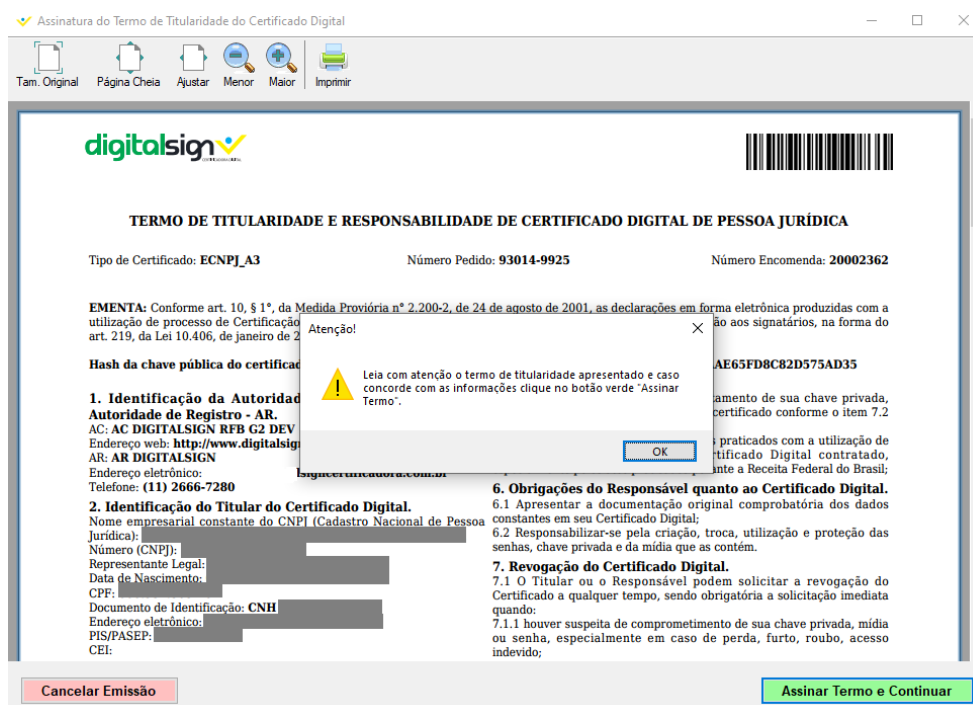 Assinatura do Termo de Titularidade do Certificado Digital
Tam. Original Página Cheia Ajustar Menor Maior Imprimir
digitalsign
TERMO DE TITULARIDADE E RESPONSABILIDADE DE CERTIFICADO DIGITAL DE PESSOA JURÍDICA
Tipo de Certificado: ECNPJ_A3 Número Pedido: 93014-9925 Número Encomenda: 20002362
EMENTA: Conforme art. 10, § 1°, da Medida Proviória n° 2.200-2, de 24 de agosto de 2001, as declarações em forma eletrônica produzidas com a
utilização de processo de Certificação ão aos signatários, na forma do
art. 219, da Lei 10.406, de janeiro de 2
Hash da chave pública do certificad AE65FD8C82D575AD35
Atenção!
Leia com atenção o termo de titularidade apresentado e caso
concorde com as informações clique no botão verde "Assinar
Termo".
OK
1. Identificação da Autoridad
Autoridade de Registro - AR.
AC: AC DIGITALSIGN RFB G2 DEV
Endereço web: http://www.digitalsign
AR: AR DIGITALSIGN
Endereço eletrônico: lsigncertificadora.com.br
Telefone: (11) 2666-7280
2. Identificação do Titular do Certificado Digital.
Nome empresarial constante do CNPJ (Cadastro Nacional de Pessoa
Jurídica):
Número (CNPJ):
Representante Legal:
Data de Nascimento:
CPF:
Documento de Identificação: CNH
Endereço eletrônico:
PIS/PASEP:
CEI:
amento de sua chave privada,
certificado conforme o item 7.2
praticados com a utilização de
rtificado Digital contratado,
ante a Receita Federal do Brasil;
6. Obrigações do Responsável quanto ao Certificado Digital.
6.1 Apresentar a documentação original comprobatória dos dados
constantes em seu Certificado Digital;
6.2 Responsabilizar-se pela criação, troca, utilização e proteção das
senhas, chave privada e da mídia que as contém.
7. Revogação do Certificado Digital.
7.1 O Titular ou o Responsável podem solicitar a revogação do
Certificado a qualquer tempo, sendo obrigatória a solicitação imediata
quando:
7.1.1 houver suspeita de comprometimento de sua chave privada, mídia
ou senha, especialmente em caso de perda, furto, roubo, acesso
indevido;
Cancelar Emissão Assinar Termo e Continuar